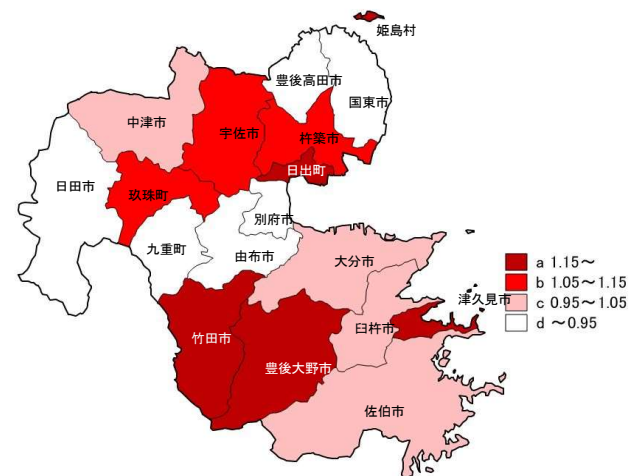 姫島村
豊後高田市
国東市
中津市
宇佐市
杵築市
日出町
日田市
玖珠町
別府市
九重町
由布市
大分市
a 1.15～
b 1.05～1.15
c 0.95～1.05
d ～0.95
津久見市
臼杵市
竹田市
豊後大野市
佐伯市